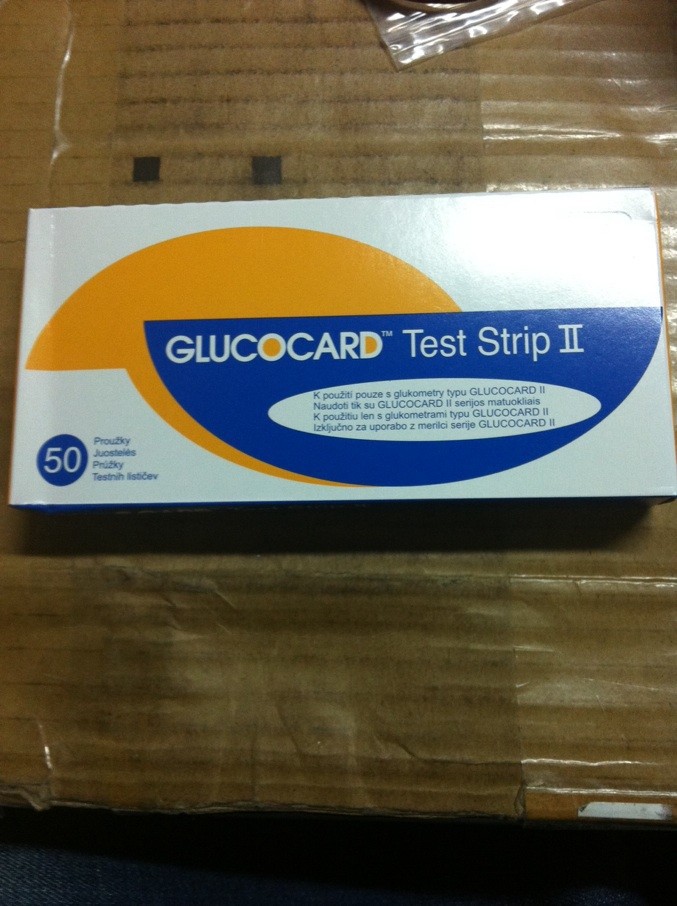 GLUCOCARD™ Test Strip II
K použití pouze s glukometry typu GLUCOCARD II
Naudoti tik su GLUCOCARD II serijos matuokliais
K použitiu len s glukometrami typu GLUCOCARD II
Izključno za uporabo z merilci serije GLUCOCARD II
50
Proužky
Juostelės
Prúžky
Testnih lističev